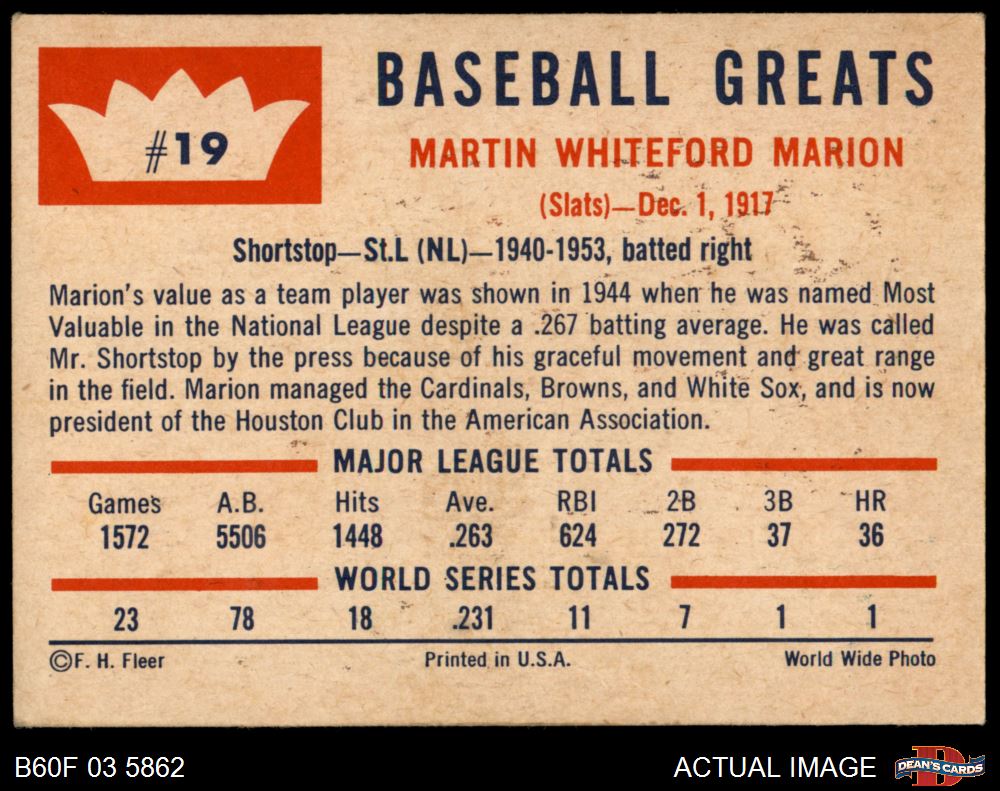 #19
BASEBALL GREATS
MARTIN WHITEFORD MARION
(Slats)—Dec. 1, 1917
Shortstop—St.L (NL)—1940-1953, batted right
Marion's value as a team player was shown in 1944 when he was named Most
Valuable in the National League despite a .267 batting average. He was called
Mr. Shortstop by the press because of his graceful movement and great range
in the field. Marion managed the Cardinals, Browns, and White Sox, and is now
president of the Houston Club in the American Association.
MAJOR LEAGUE TOTALS
Games A.B. Hits Ave. RBI 2B 3B HR
1572 5506 1448 .263 624 272 37 36
WORLD SERIES TOTALS
23 78 18 .231 11 7 1 1
©F. H. Fleer Printed in U.S.A. World Wide Photo
B60F 03 5862 ACTUAL IMAGE DEAN'S CARDS